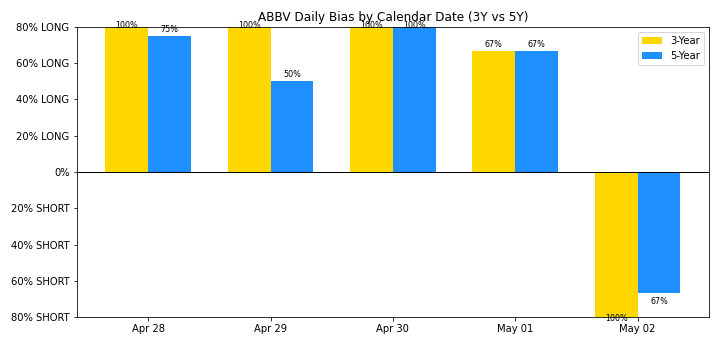 ABBV Daily Bias by Calendar Date (3Y vs 5Y)
80% LONG
60% LONG
40% LONG
20% LONG
0%
20% SHORT
40% SHORT
60% SHORT
80% SHORT
100%
75%
100%
50%
100%
100%
67%
67%
100%
67%
3-Year
5-Year
Apr 28
Apr 29
Apr 30
May 01
May 02